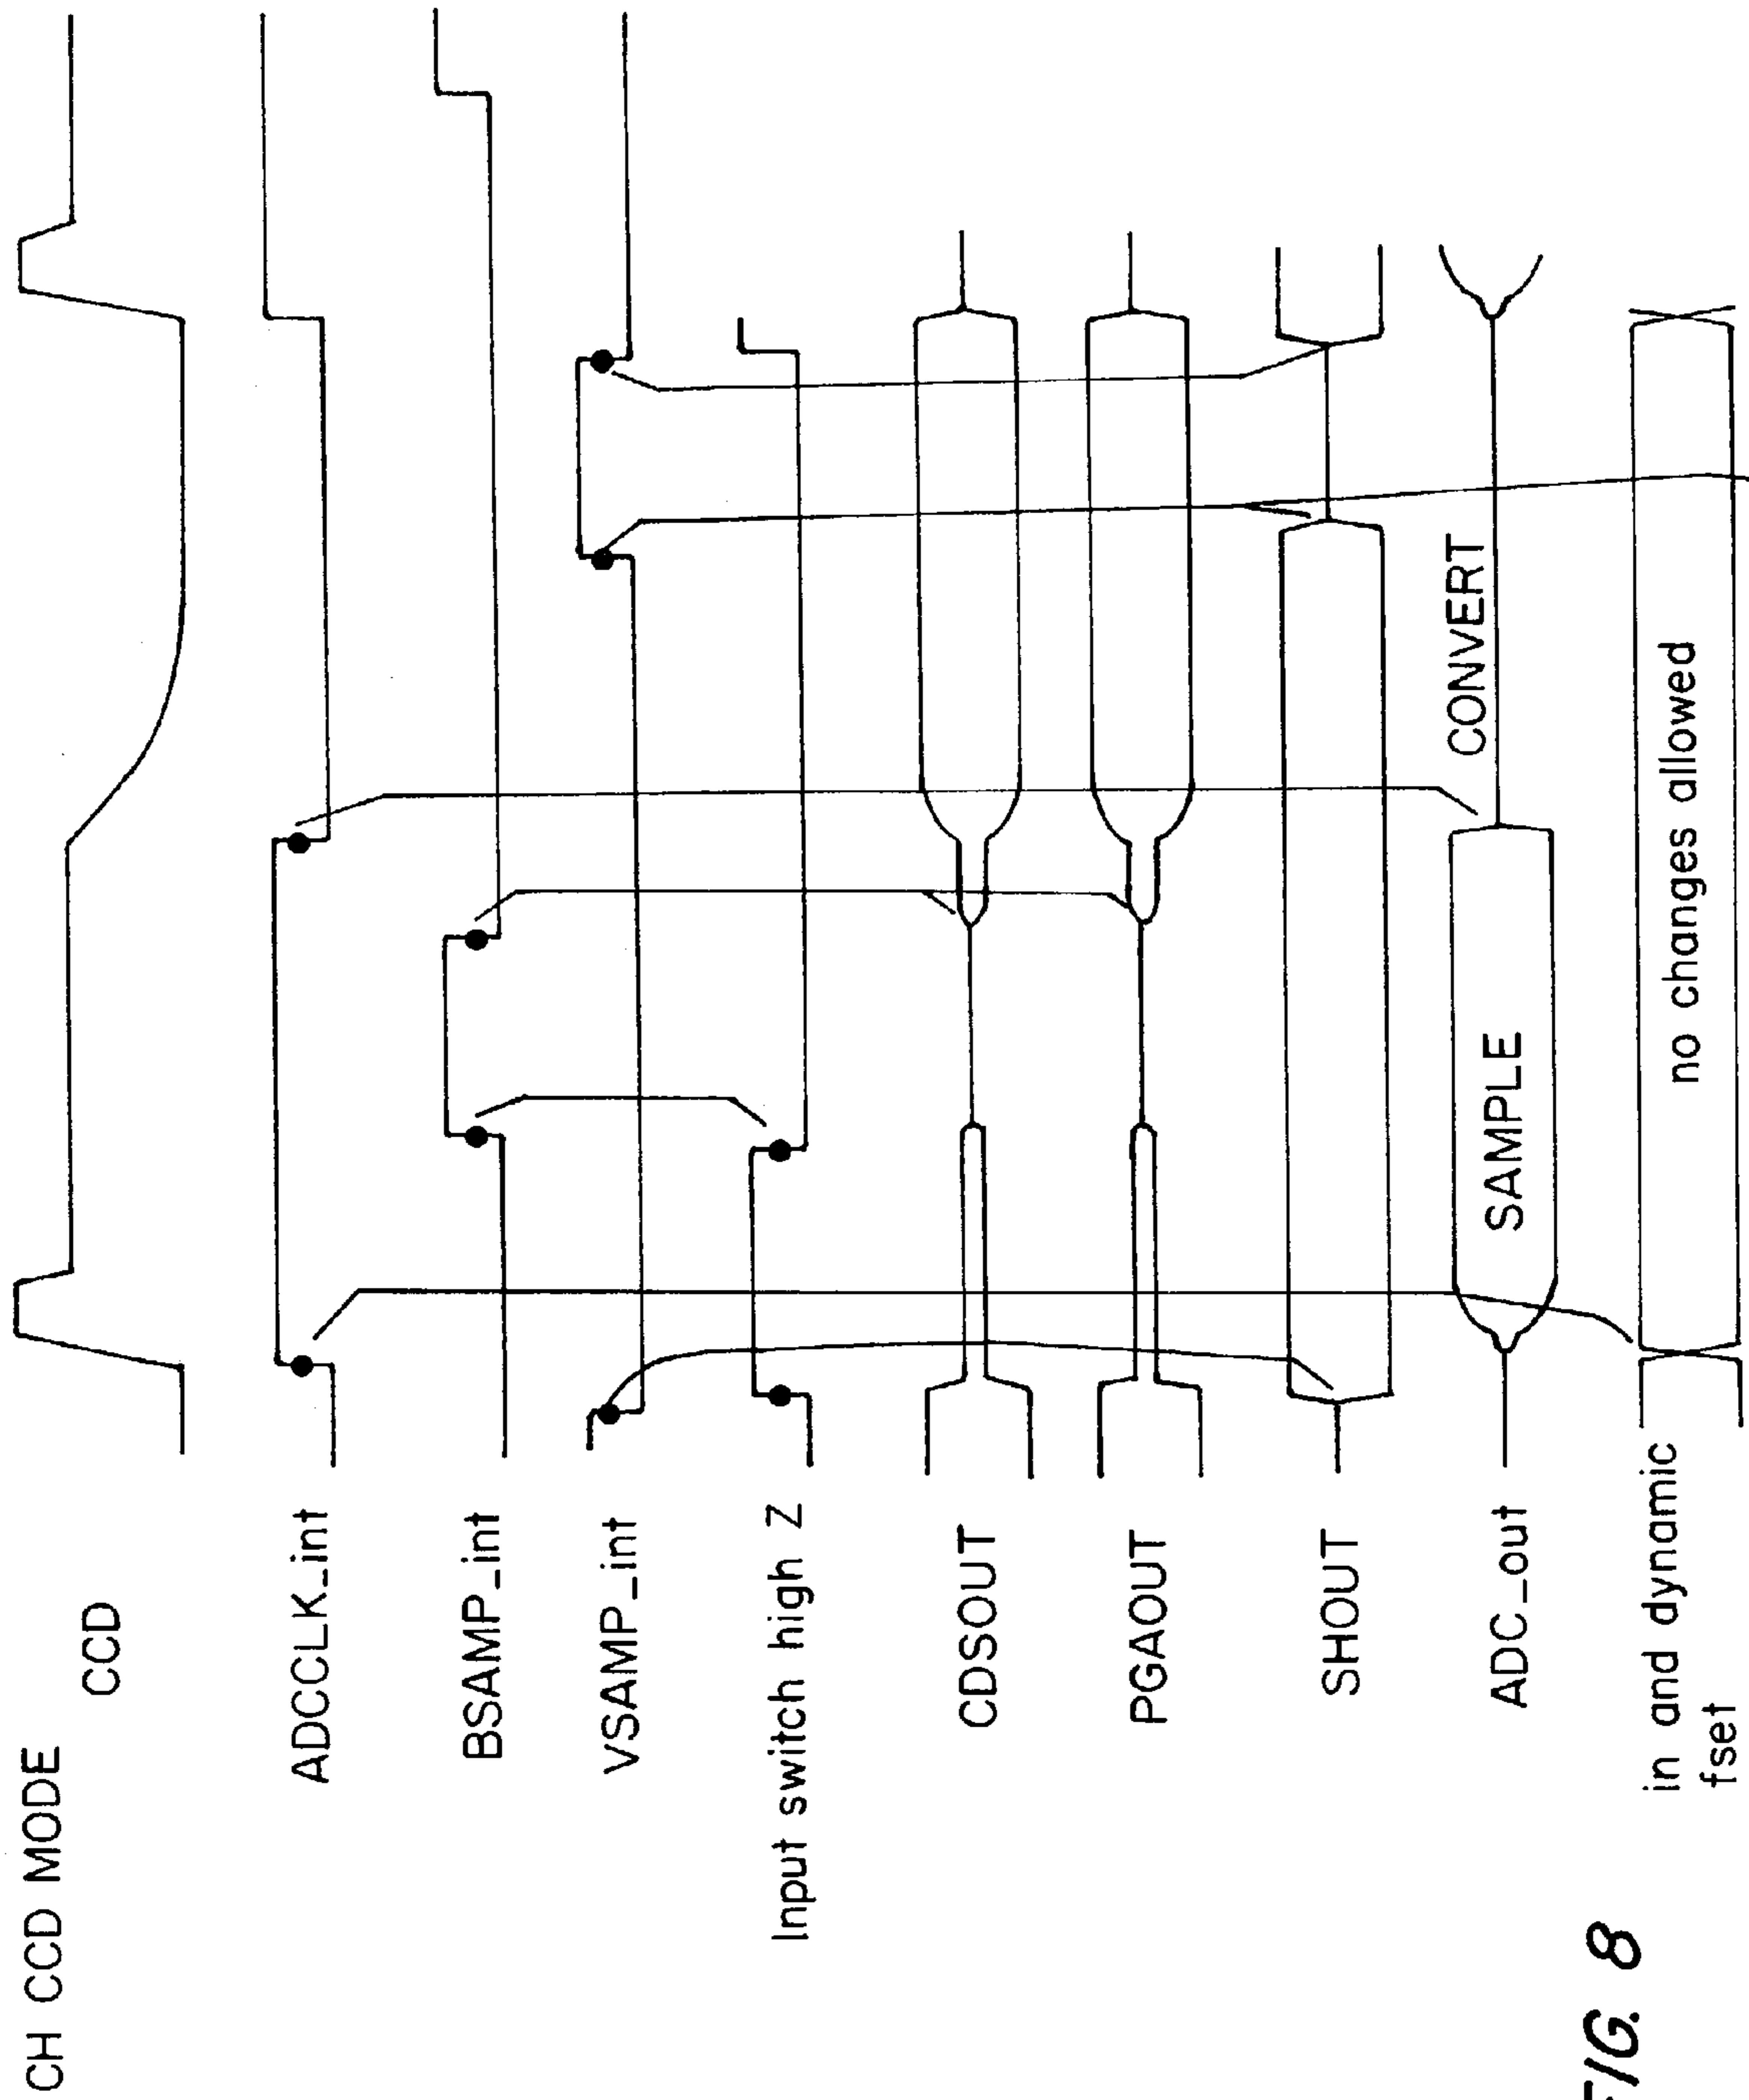 CH CCD MODE
CCD
ADCCLK_int
BSAMP_int
VSAMP_int
Input switch high Z
CDSOUT
PGAOUT
SHOUT
ADC_out
SAMPLE
CONVERT
in and dynamic
fset
no changes allowed
FIG. 8